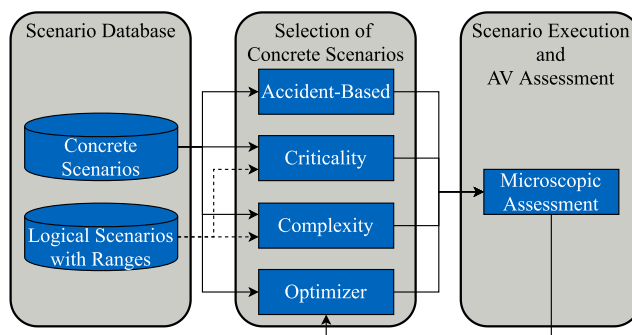 Scenario Database
Concrete
Scenarios
Logical Scenarios
with Ranges
Selection of
Concrete Scenarios
Accident-Based
Criticality
Complexity
Optimizer
Scenario Execution
and
AV Assessment
Microscopic
Assessment